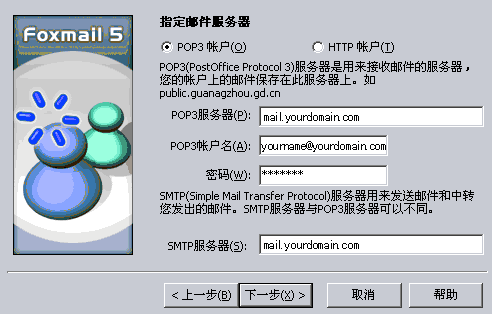 Foxmail 5
指定邮件服务器
POP3 帐户(O)
HTTP 帐户(T)
POP3(PostOffice Protocol 3)服务器是用来接收邮件的服务器，
您的帐户上的邮件保存在此服务器上。如
public.guanagzhou.gd.cn
POP3服务器(P): mail.yourdomain.com
POP3帐户名(A): yourname@yourdomain.com
密码(W): *******
SMTP(Simple Mail Transfer Protocol)服务器用来发送邮件和中转
您发出的邮件。SMTP服务器与POP3服务器可以不同。
SMTP服务器(S): mail.yourdomain.com
< 上一步(B)
下一步(X) >
取消
帮助